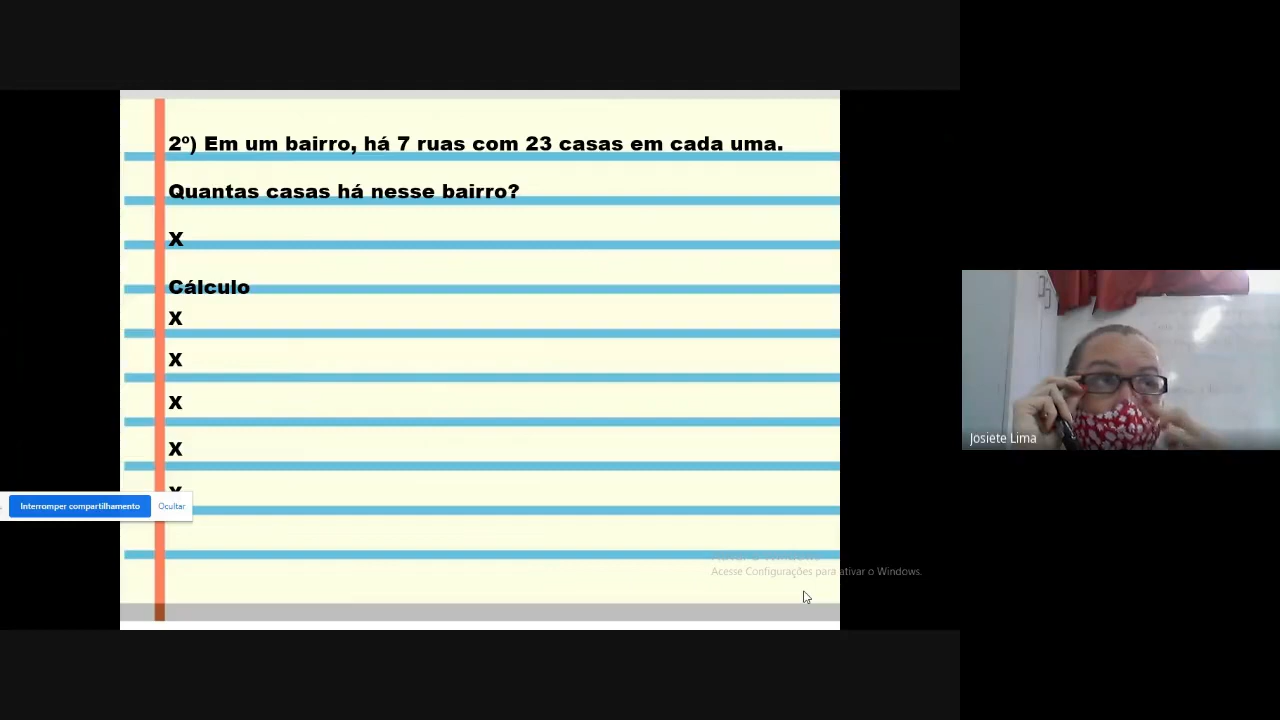 2º) Em um bairro, há 7 ruas com 23 casas em cada uma.
Quantas casas há nesse bairro?
X
Cálculo
X
X
X
X
X
Interromper compartilhamento Ocultar
Acesse Configurações para ativar o Windows.
Josiete Lima